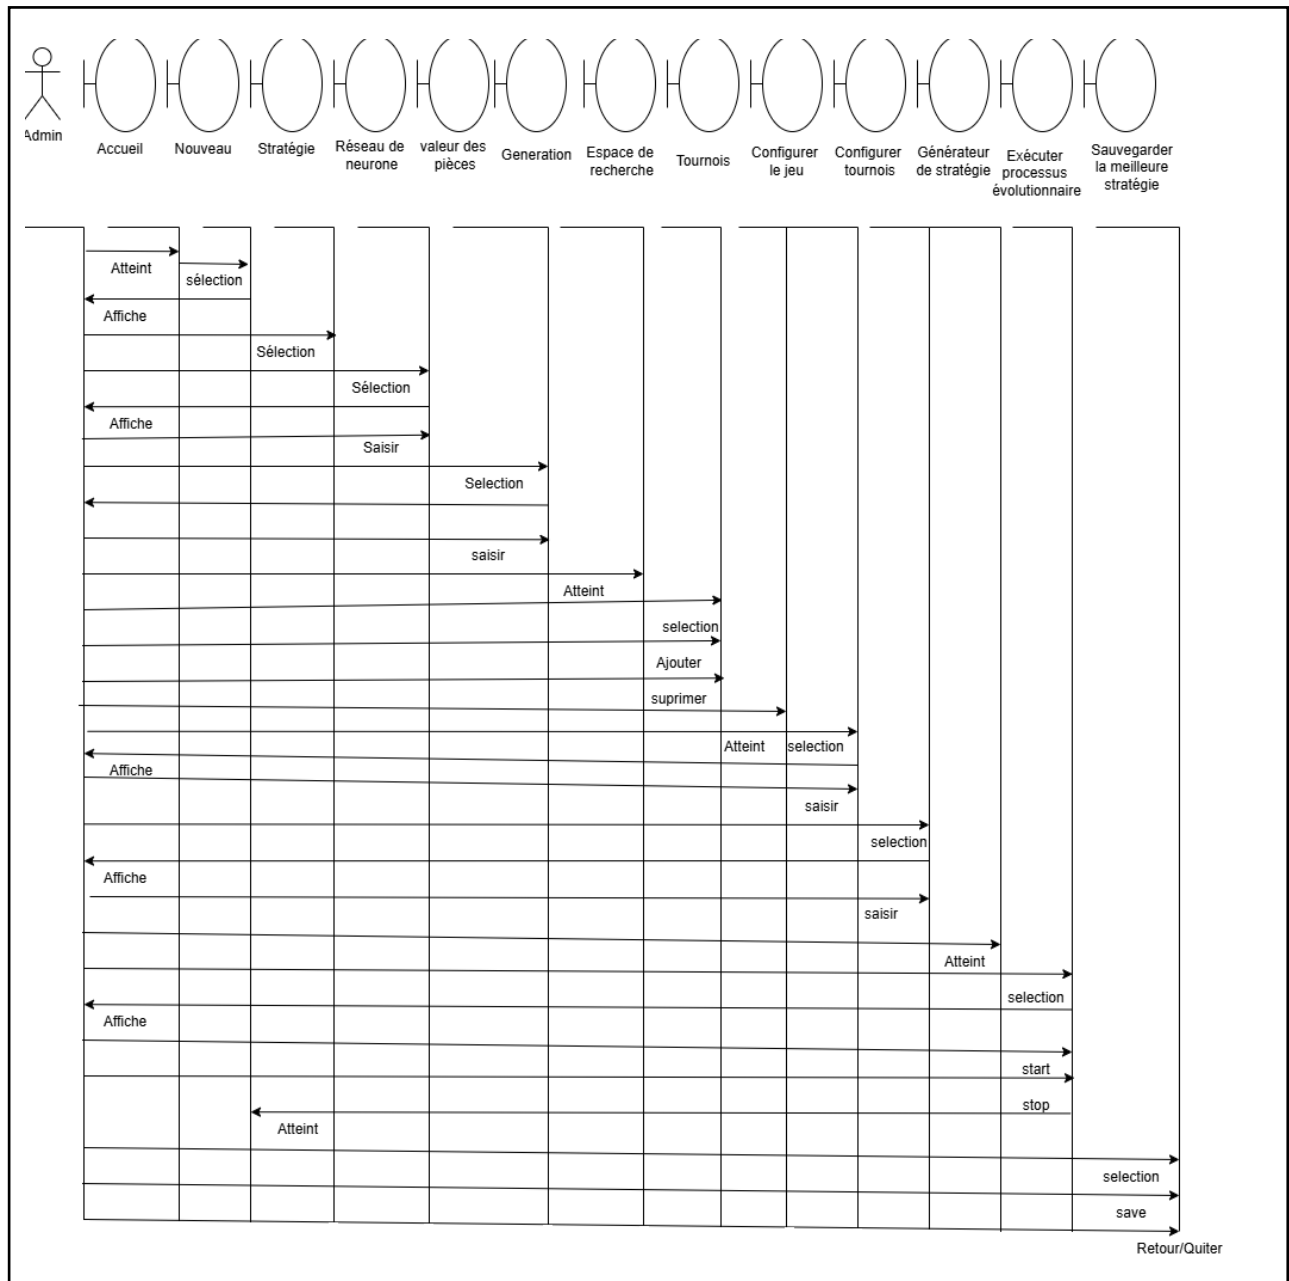 Admin
Accueil
Nouveau
Stratégie
Réseau de
neurone
valeur des
pièces
Generation
Espace de
recherche
Tournois
Configurer
le jeu
Configurer
tournois
Générateur
de stratégie
Exécuter
processus
évolutionnaire
Sauvegarder
la meilleure
stratégie
Atteint
sélection
Affiche
Sélection
Sélection
Affiche
Saisir
Selection
saisir
Atteint
selection
Ajouter
suprimer
Atteint
selection
Affiche
saisir
selection
Affiche
saisir
Atteint
selection
Affiche
start
stop
Atteint
selection
save
Retour/Quiter